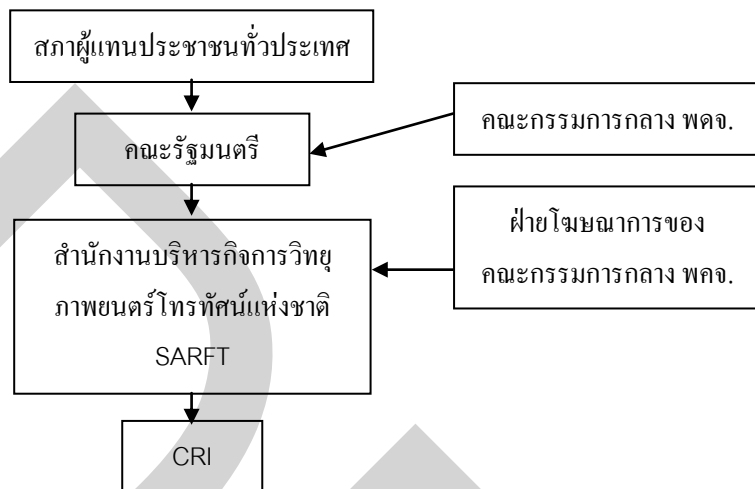 สภาผู้แทนประชาชนทั่วประเทศ
คณะรัฐมนตรี
คณะกรรมการกลาง พคจ.
สำนักงานบริหารกิจการวิทยุ
ภาพยนตร์โทรทัศน์แห่งชาติ
SARFT
ฝ่ายโฆษณาการของ
คณะกรรมการกลาง พคจ.
CRI